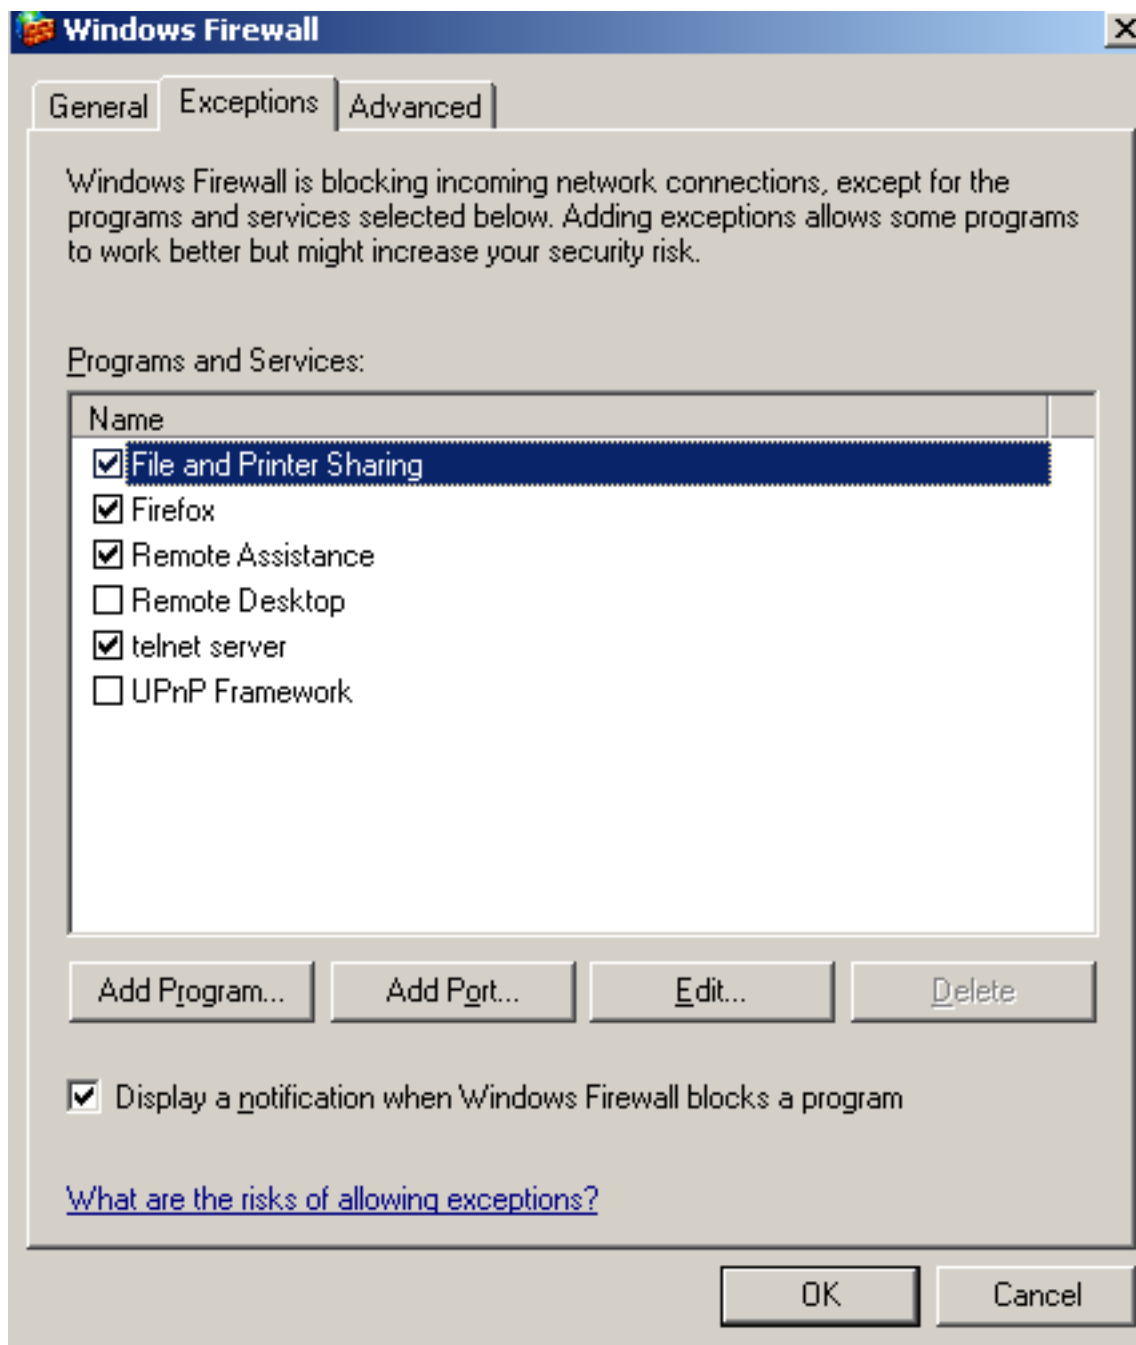 Windows Firewall
General Exceptions Advanced
Windows Firewall is blocking incoming network connections, except for the
programs and services selected below. Adding exceptions allows some programs
to work better but might increase your security risk.
Programs and Services:
Name
File and Printer Sharing
Firefox
Remote Assistance
Remote Desktop
telnet server
UPnP Framework
Add Program... Add Port... Edit... Delete
Display a notification when Windows Firewall blocks a program
What are the risks of allowing exceptions?
OK Cancel